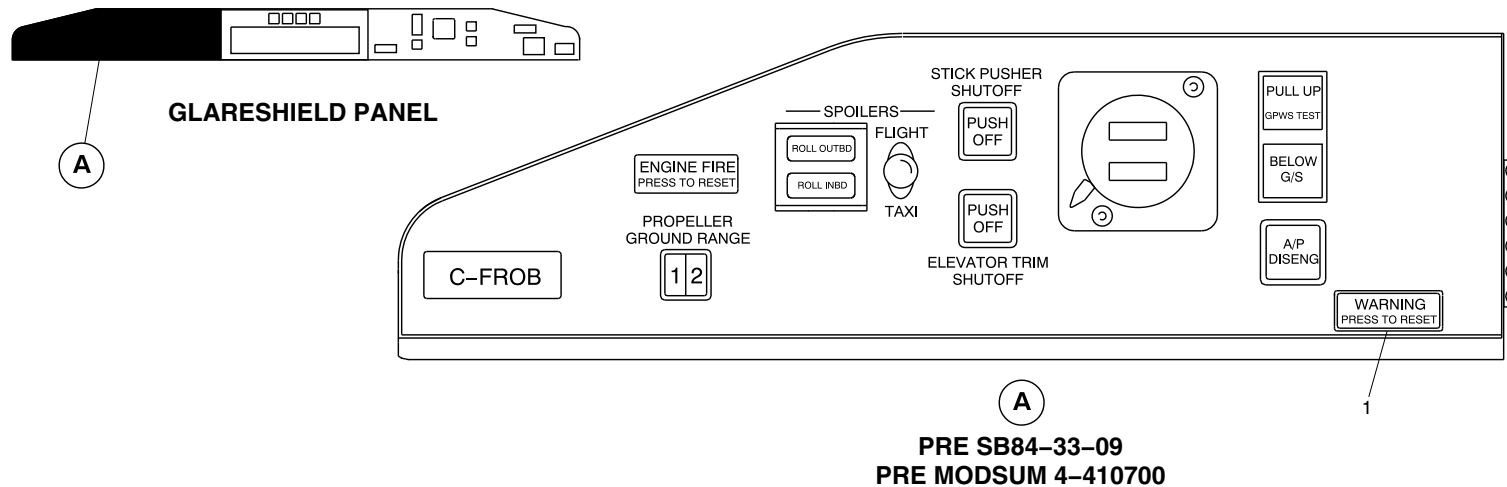 GLARESHIELD PANEL
A
C–FROB
ENGINE FIRE
PRESS TO RESET
PROPELLER
GROUND RANGE
1 2
SPOILERS
ROLL OUTBD
ROLL INBD
FLIGHT
TAXI
STICK PUSHER
SHUTOFF
PUSH
OFF
PUSH
OFF
ELEVATOR TRIM
SHUTOFF
PULL UP
GPWS TEST
BELOW
G/S
A/P
DISENG
WARNING
PRESS TO RESET
1
A
PRE SB84–33–09
PRE MODSUM 4–410700